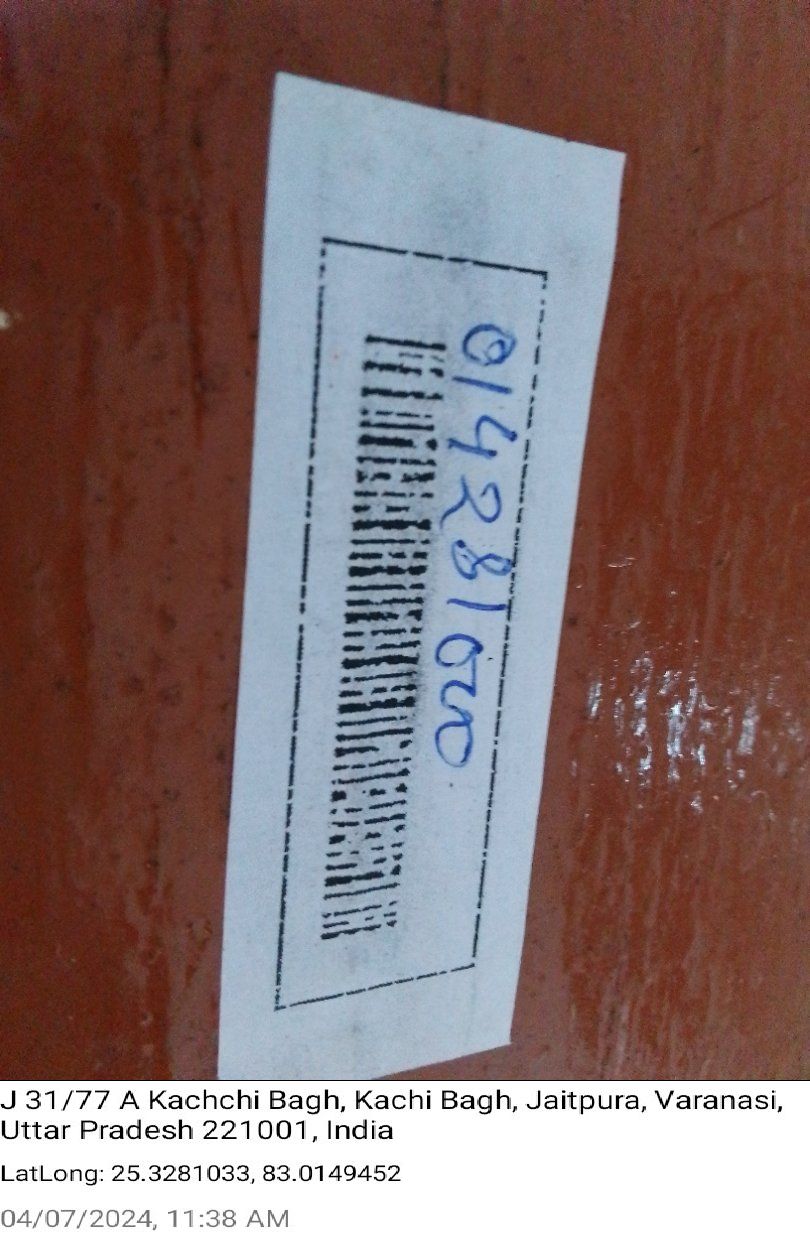 014281000
J 31/77 A Kachchi Bagh, Kachi Bagh, Jaitpura, Varanasi,
Uttar Pradesh 221001, India
LatLong: 25.3281033, 83.0149452
04/07/2024, 11:38 AM